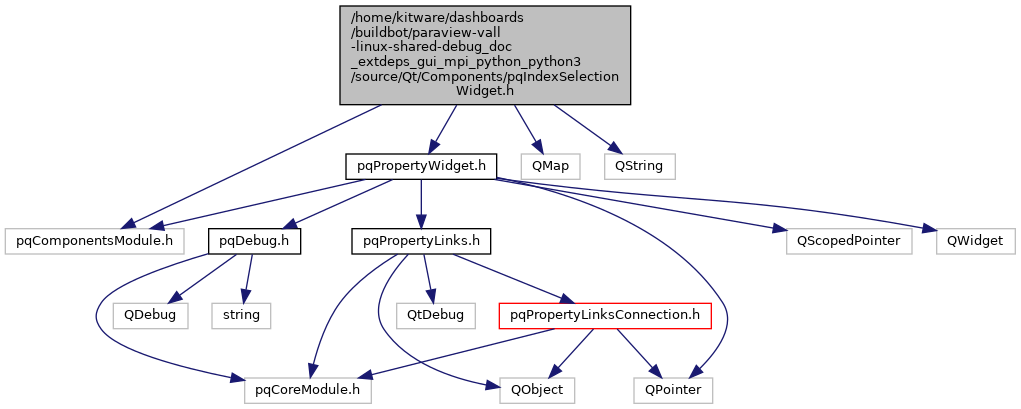 /home/kitware/dashboards
/buildbot/paraview-vall
-linux-shared-debug_doc
_extdeps_gui_mpi_python_python3
/source/Qt/Components/pqIndexSelection
Widget.h
pqPropertyWidget.h
QMap
QString
pqComponentsModule.h
pqDebug.h
pqPropertyLinks.h
QScopedPointer
QWidget
QDebug
string
QtDebug
pqPropertyLinksConnection.h
pqCoreModule.h
QObject
QPointer